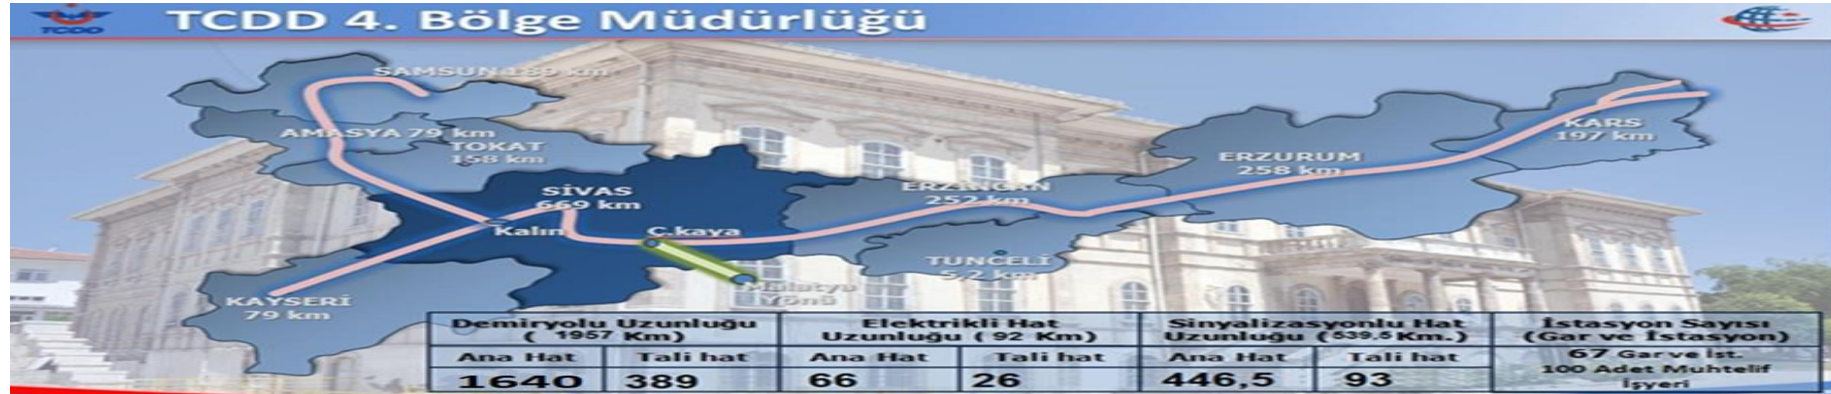 TCDD
TCDD 4. Bölge Müdürlüğü
SAMSUN 189 km
AMASYA 79 km
TOKAT
158 km
SİVAS
669 km
Kalın
Ç.kaya
Malatya
Yönü
KAYSERİ
79 km
ERZİNCAN
252 km
TUNCELİ
5,2 km
ERZURUM
258 km
KARS
197 km
Demiryolu Uzunluğu
( 1957 Km)
Elektrikli Hat
Uzunluğu ( 92 Km)
Sinyalizasyonlu Hat
Uzunluğu (539,5Km.)
İstasyon Sayısı
(Gar ve İstasyon)
Ana Hat Tali hat Ana Hat Tali hat Ana Hat Tali hat
1640 389 66 26 446,5 93
67 Gar ve İst.
100 Adet Muhtelif
İşyeri